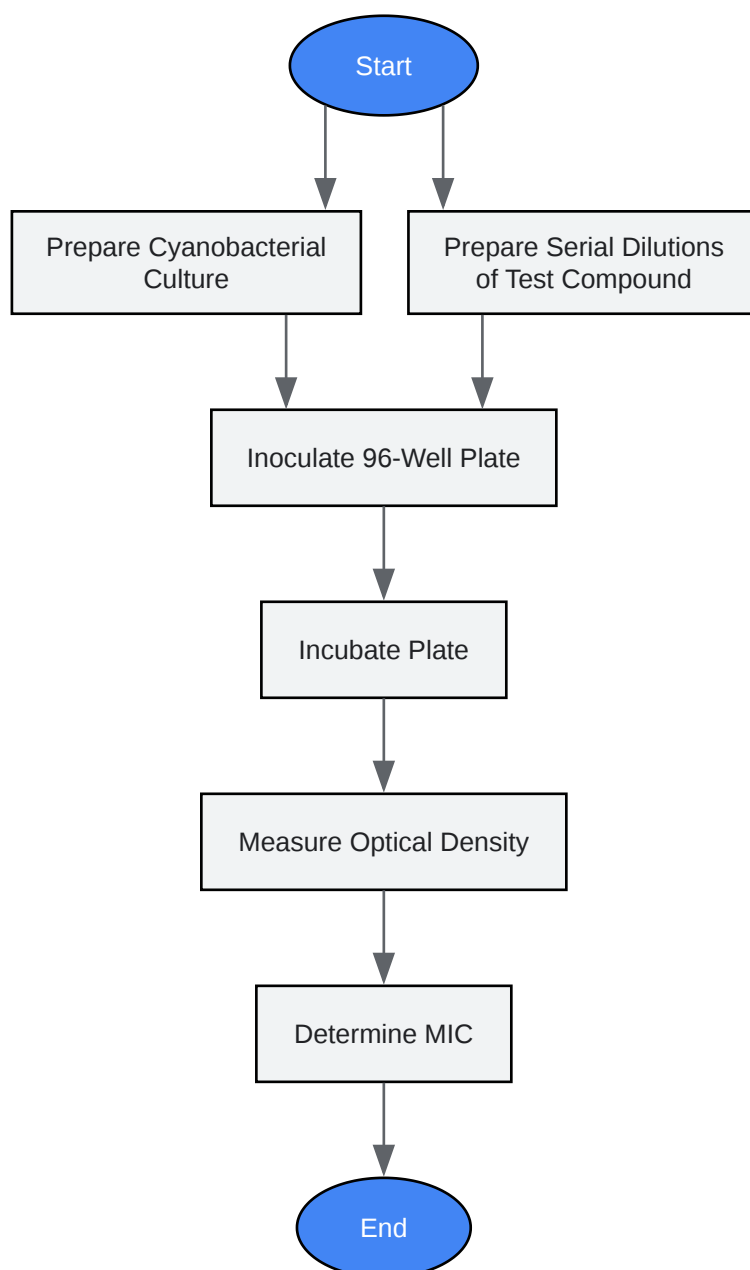 Start
Prepare Cyanobacterial
Culture
Prepare Serial Dilutions
of Test Compound
Inoculate 96-Well Plate
Incubate Plate
Measure Optical Density
Determine MIC
End